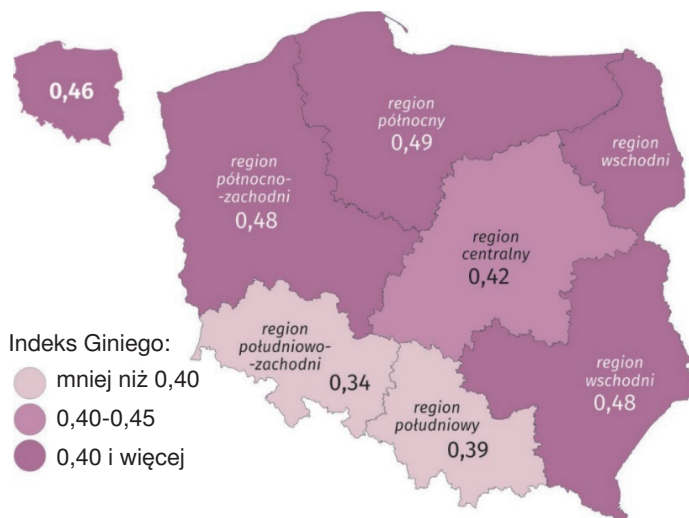 0,46
region
północny
0,49
region
wschodni
region
północno-
-zachodni
0,48
region
centralny
0,42
region
południowo-
-zachodni
0,34
region
wschodni
0,48
region
południowy
0,39
Indeks Giniego:
mniej niż 0,40
0,40-0,45
0,40 i więcej